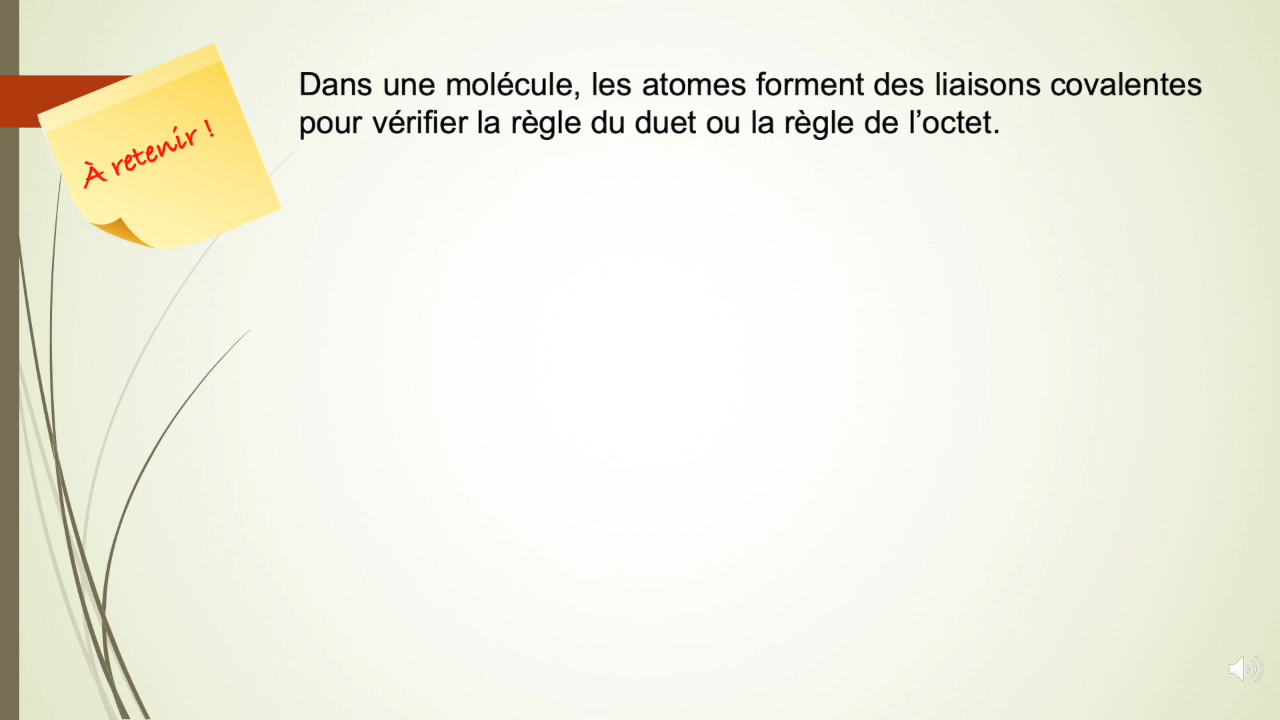 À retenir !
Dans une molécule, les atomes forment des liaisons covalentes
pour vérifier la règle du duet ou la règle de l’octet.